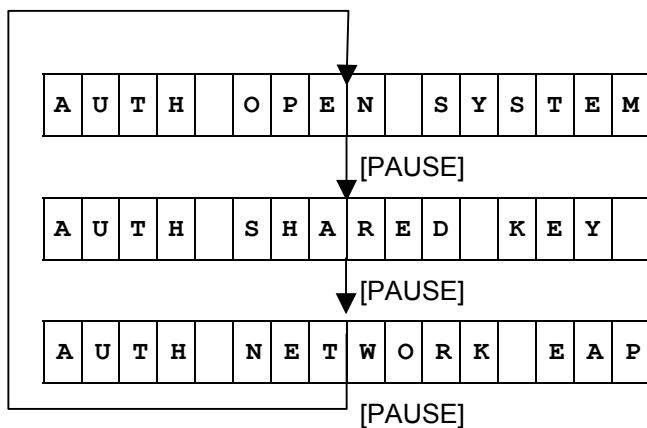 AUTH OPEN SYSTEM
[PAUSE]
AUTH SHARED KEY
[PAUSE]
AUTH NETWORK EAP
[PAUSE]